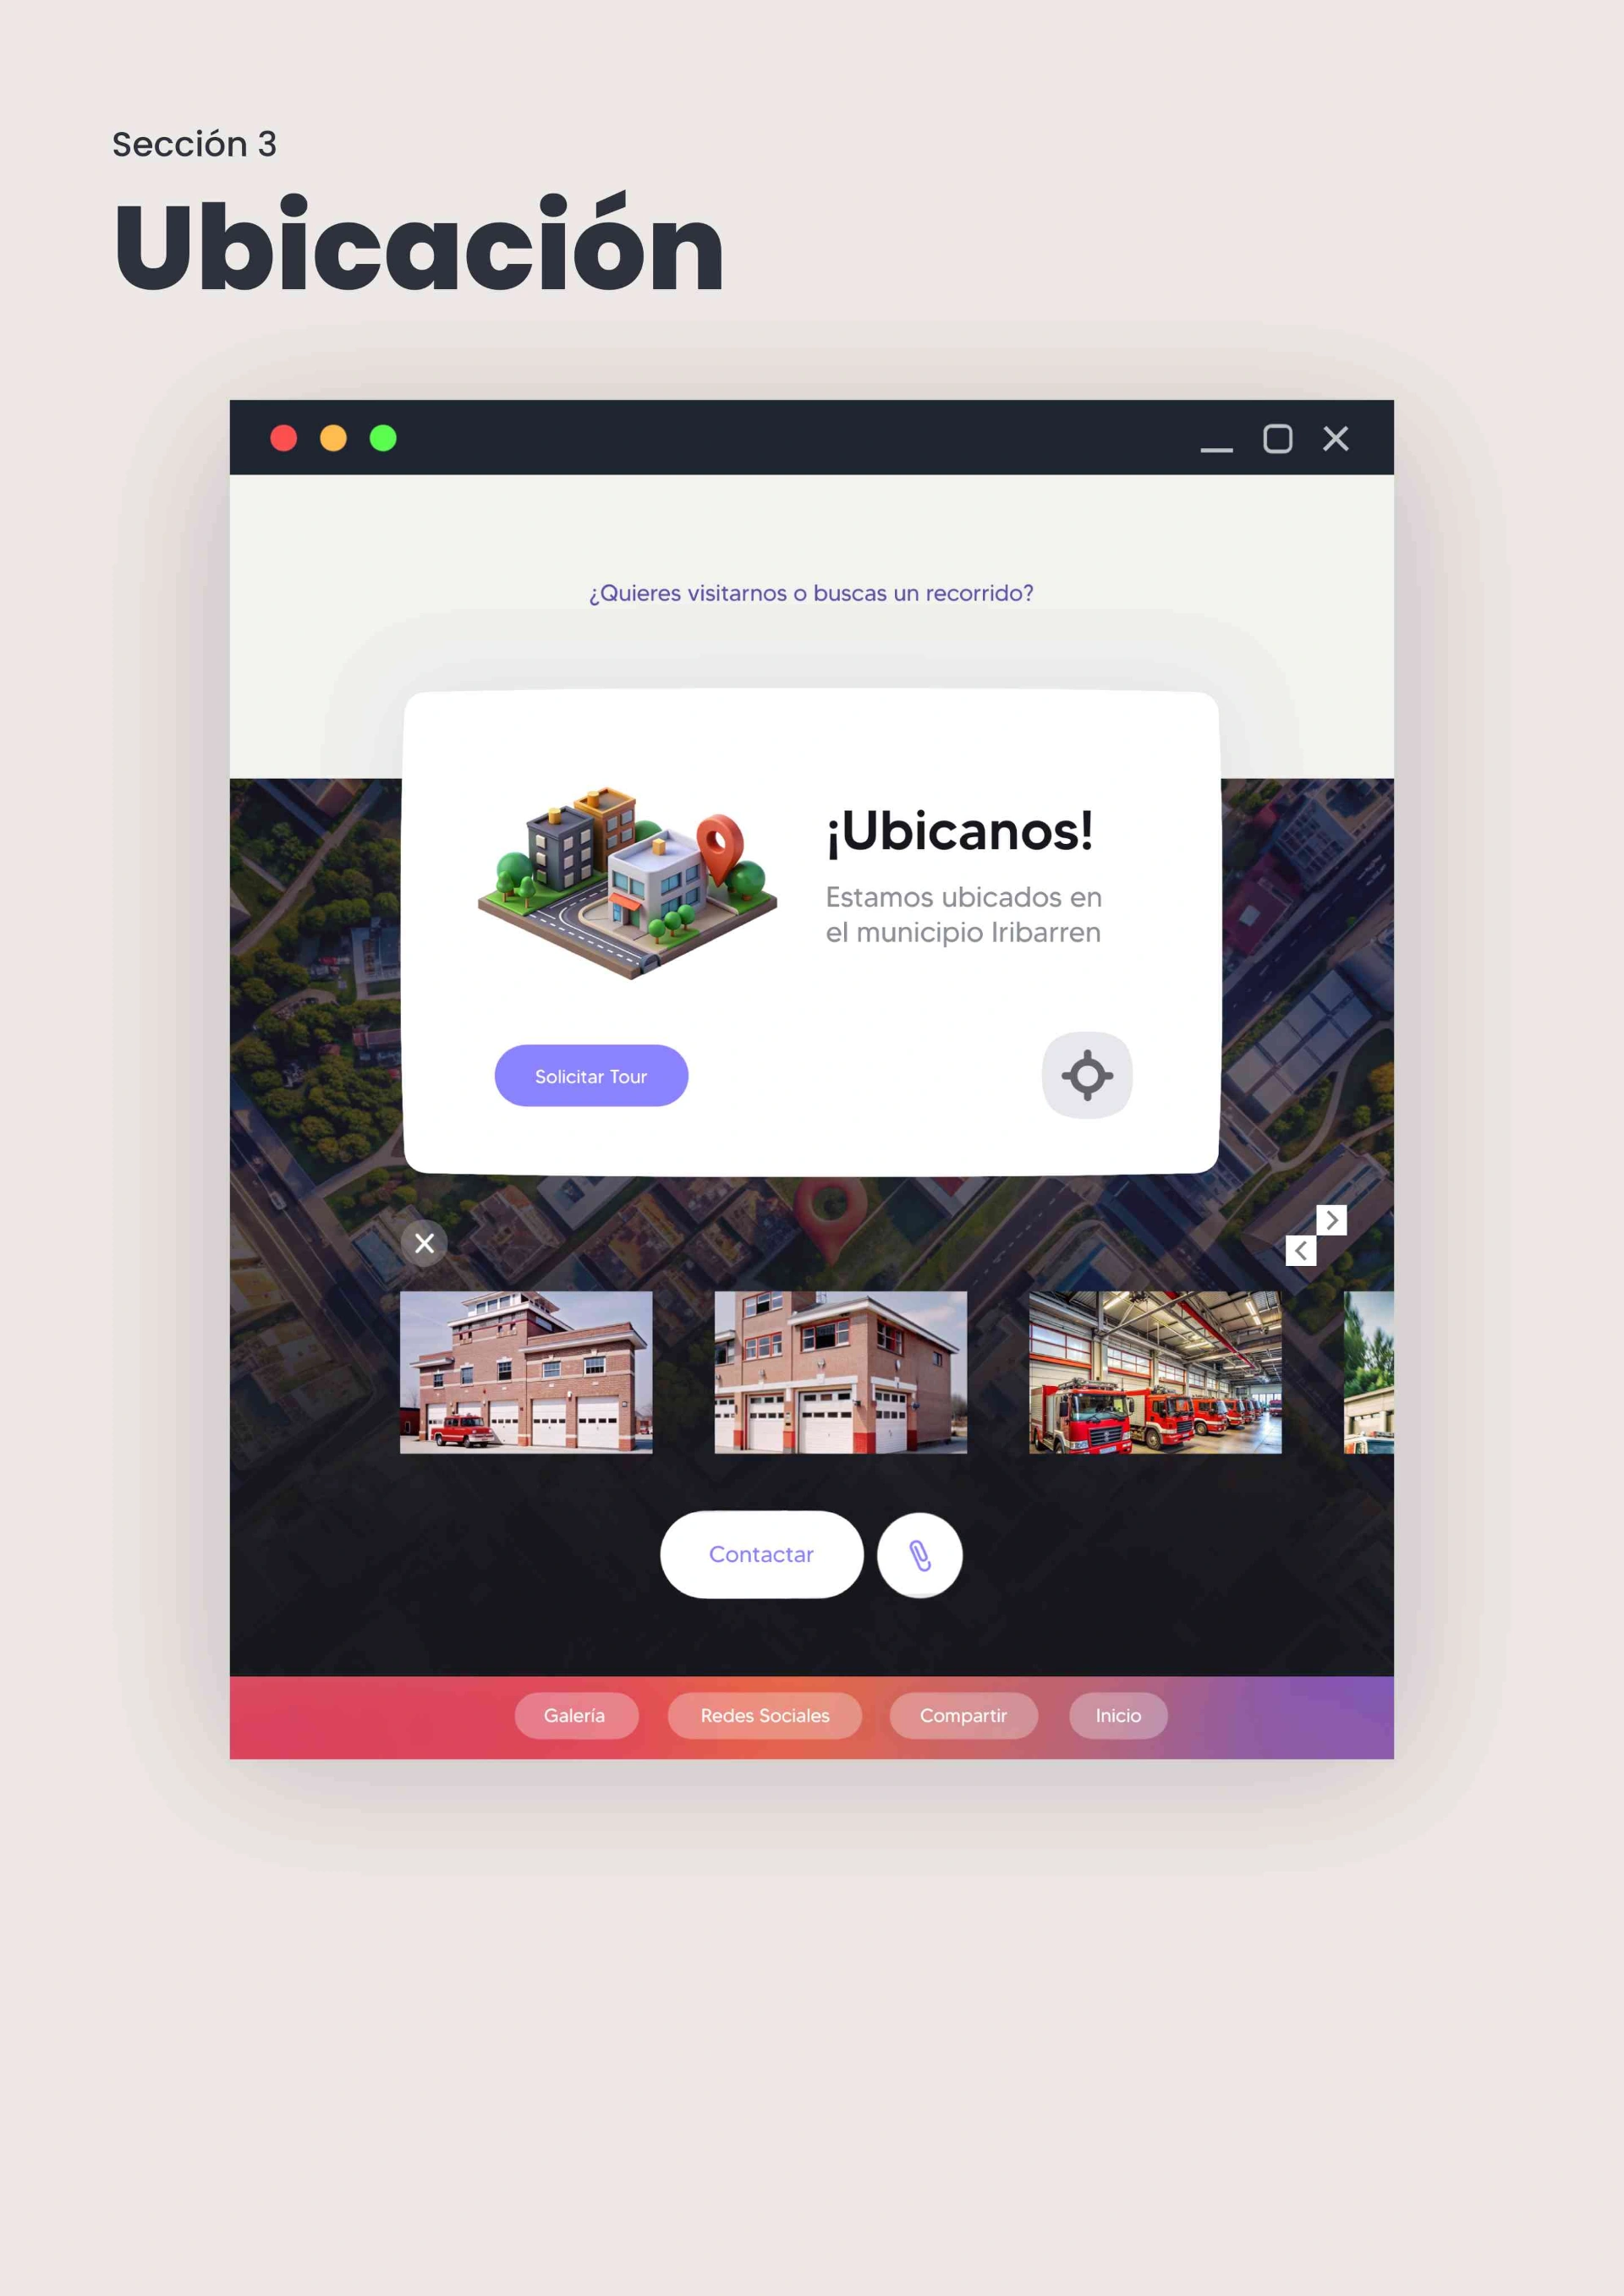 Sección 3
Ubicación
¿Quieres visitarnos o buscas un recorrido?
¡Ubicanos!
Estamos ubicados en
el municipio Iribarren
Solicitar Tour
Contactar
Galería
Redes Sociales
Compartir
Inicio